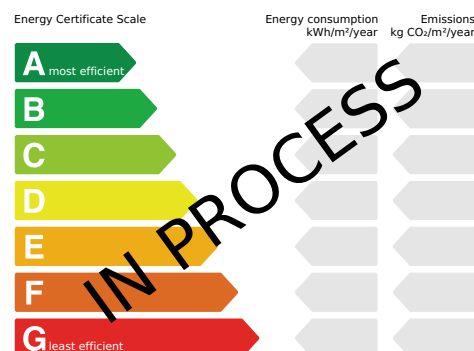 Energy Certificate Scale
Energy consumption
kWh/m²/year
Emissions
kg CO₂/m²/year
A most efficient
B
C
D
E
F
G least efficient
IN PROCESS